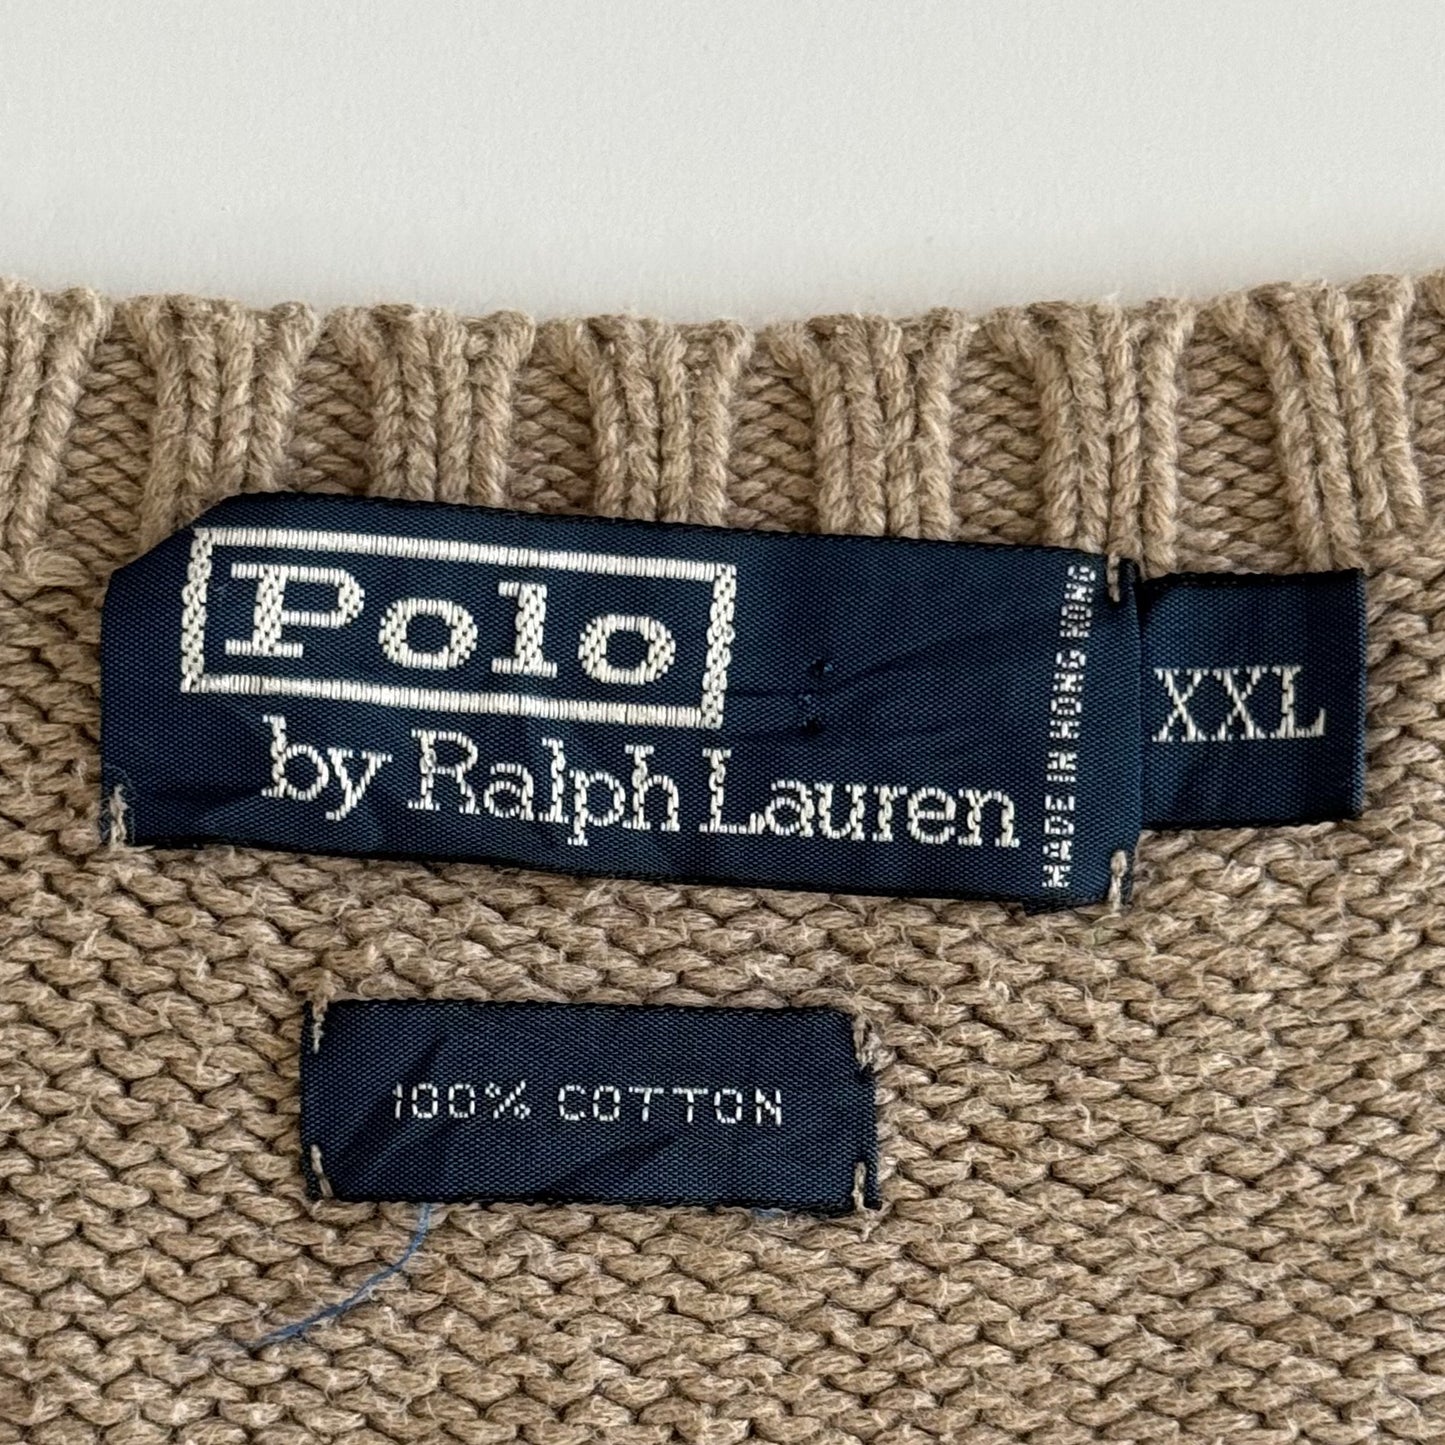 Polo
by Ralph Lauren
MADE IN HONG KONG
XXL
100% COTTON